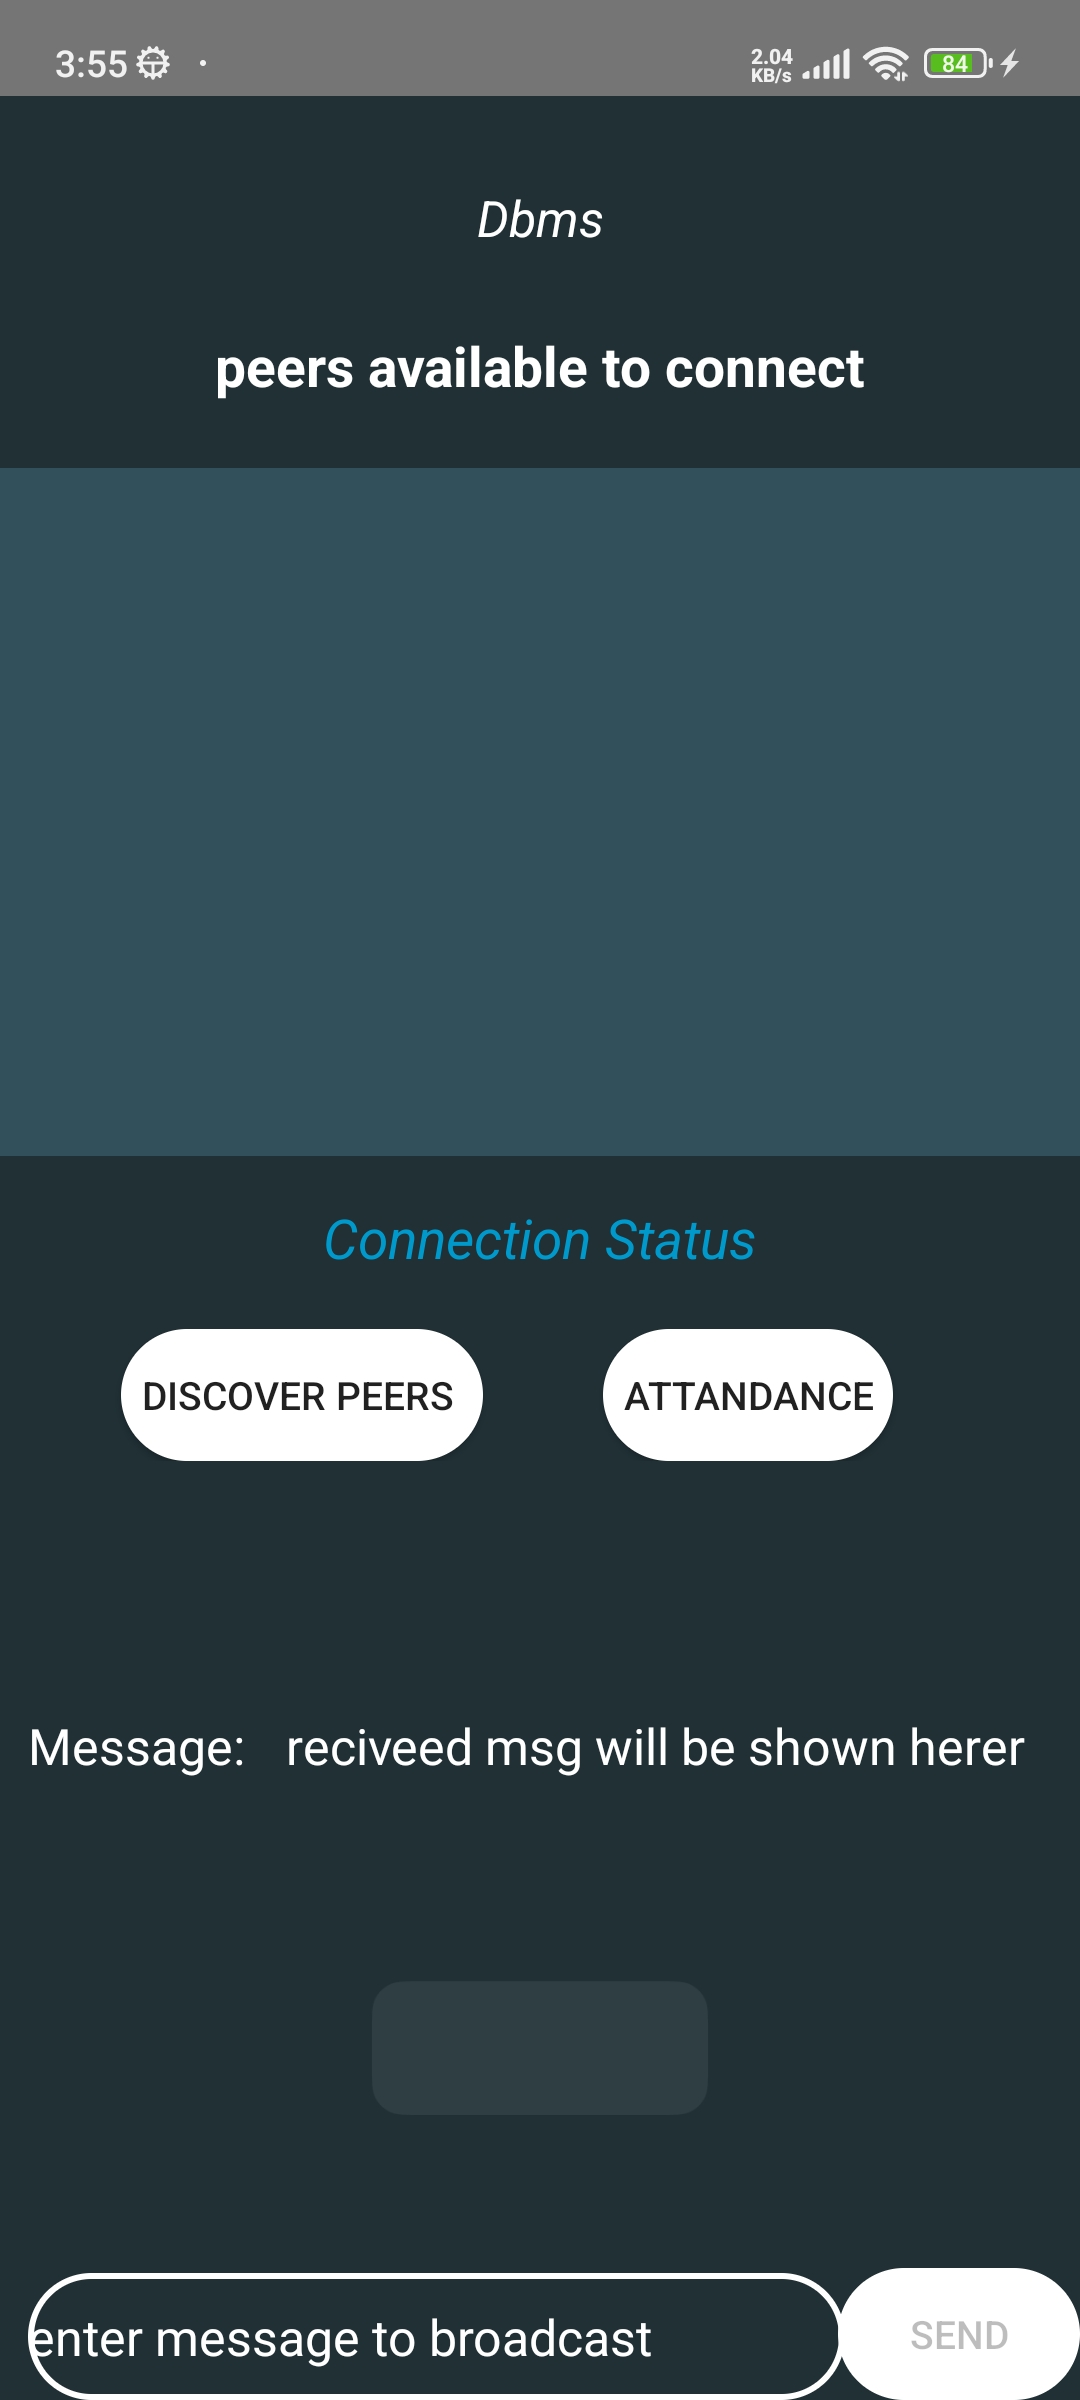 3:55 2.04 KB/s 84
Dbms
peers available to connect
Connection Status
DISCOVER PEERS ATTANDANCE
Message: reciveed msg will be shown herer
enter message to broadcast SEND